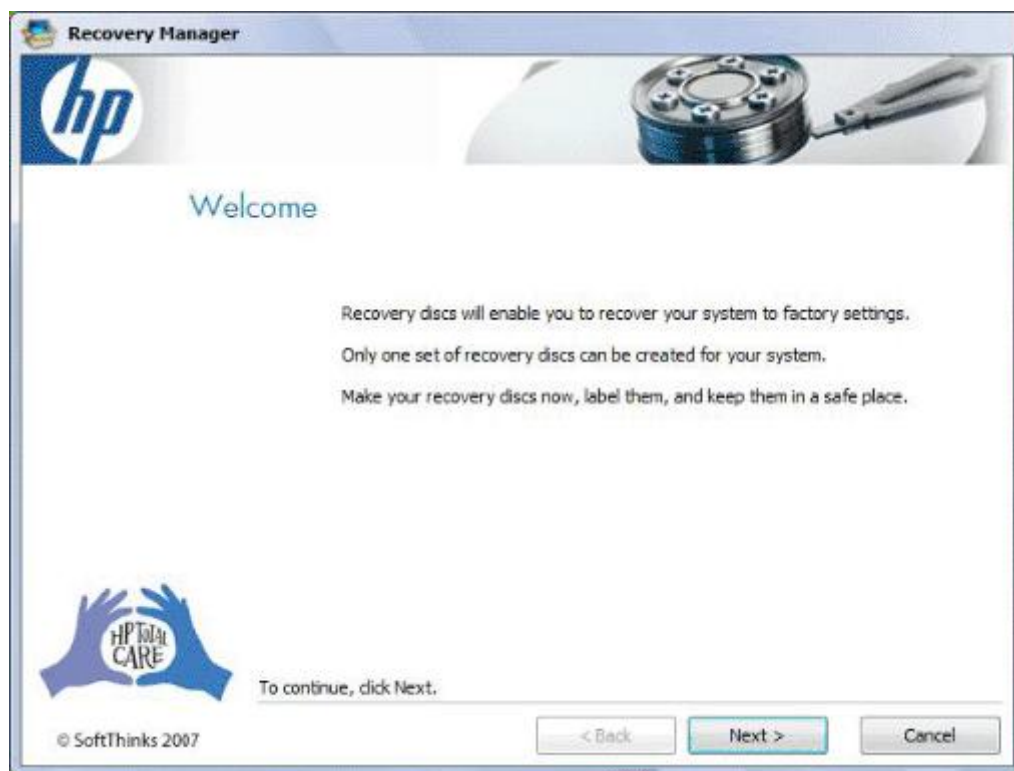 Recovery Manager
hp
Welcome
Recovery discs will enable you to recover your system to factory settings.
Only one set of recovery discs can be created for your system.
Make your recovery discs now, label them, and keep them in a safe place.
HP Total
CARE
To continue, click Next.
© SoftThinks 2007
< Back
Next >
Cancel